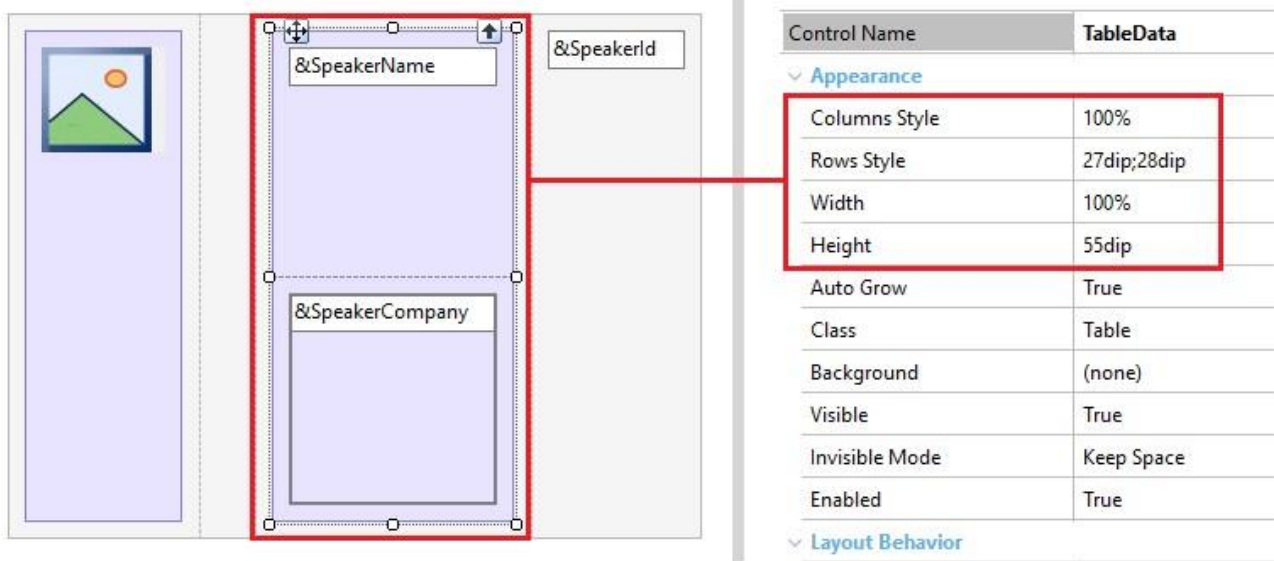 &SpeakerName
&SpeakerId
&SpeakerCompany
Control Name TableData
Appearance
Columns Style 100%
Rows Style 27dip;28dip
Width 100%
Height 55dip
Auto Grow True
Class Table
Background (none)
Visible True
Invisible Mode Keep Space
Enabled True
Layout Behavior